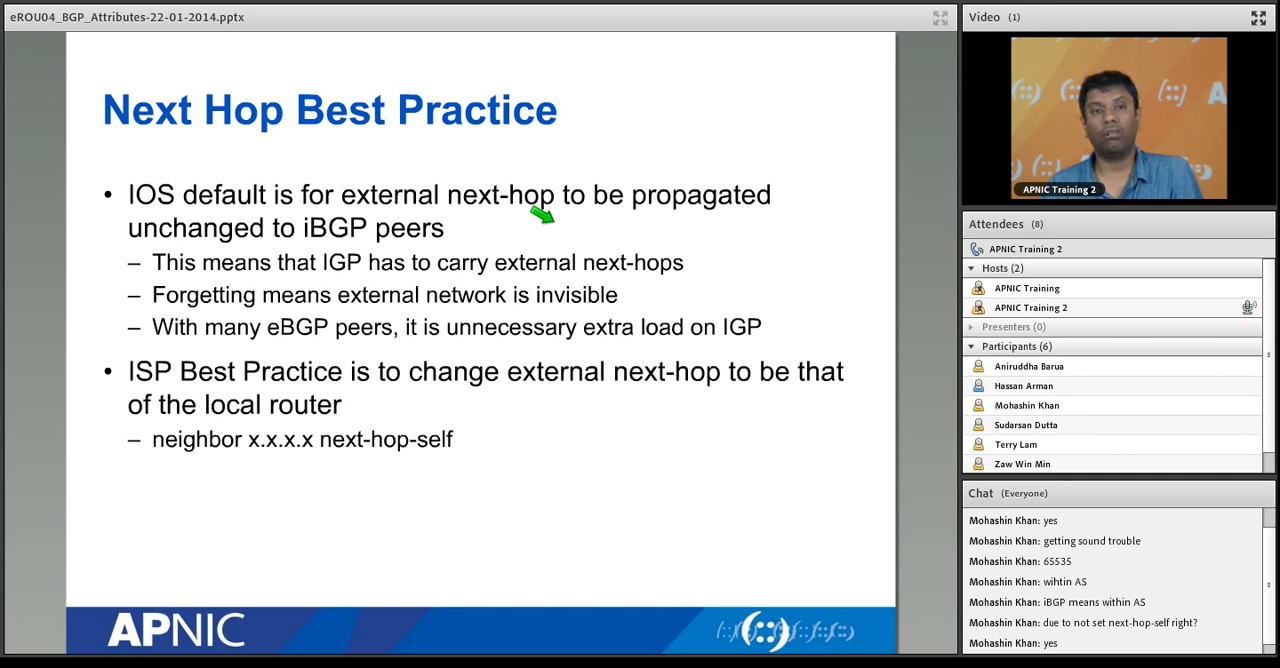 eROU04_BGP_Attributes-22-01-2014.pptx
Next Hop Best Practice
• IOS default is for external next-hop to be propagated
unchanged to iBGP peers
– This means that IGP has to carry external next-hops
– Forgetting means external network is invisible
– With many eBGP peers, it is unnecessary extra load on IGP
• ISP Best Practice is to change external next-hop to be that
of the local router
– neighbor x.x.x.x next-hop-self
APNIC
Video (1)
A
APNIC Training 2
Attendees (8)
APNIC Training 2
Hosts (2)
APNIC Training
APNIC Training 2
Presenters (0)
Participants (6)
Aniruddha Barua
Hassan Arman
Mohashin Khan
Sudarsan Dutta
Terry Lam
Zaw Win Min
Chat (Everyone)
Mohashin Khan: yes
Mohashin Khan: getting sound trouble
Mohashin Khan: 65535
Mohashin Khan: wihtin AS
Mohashin Khan: iBGP means within AS
Mohashin Khan: due to not set next-hop-self right?
Mohashin Khan: yes